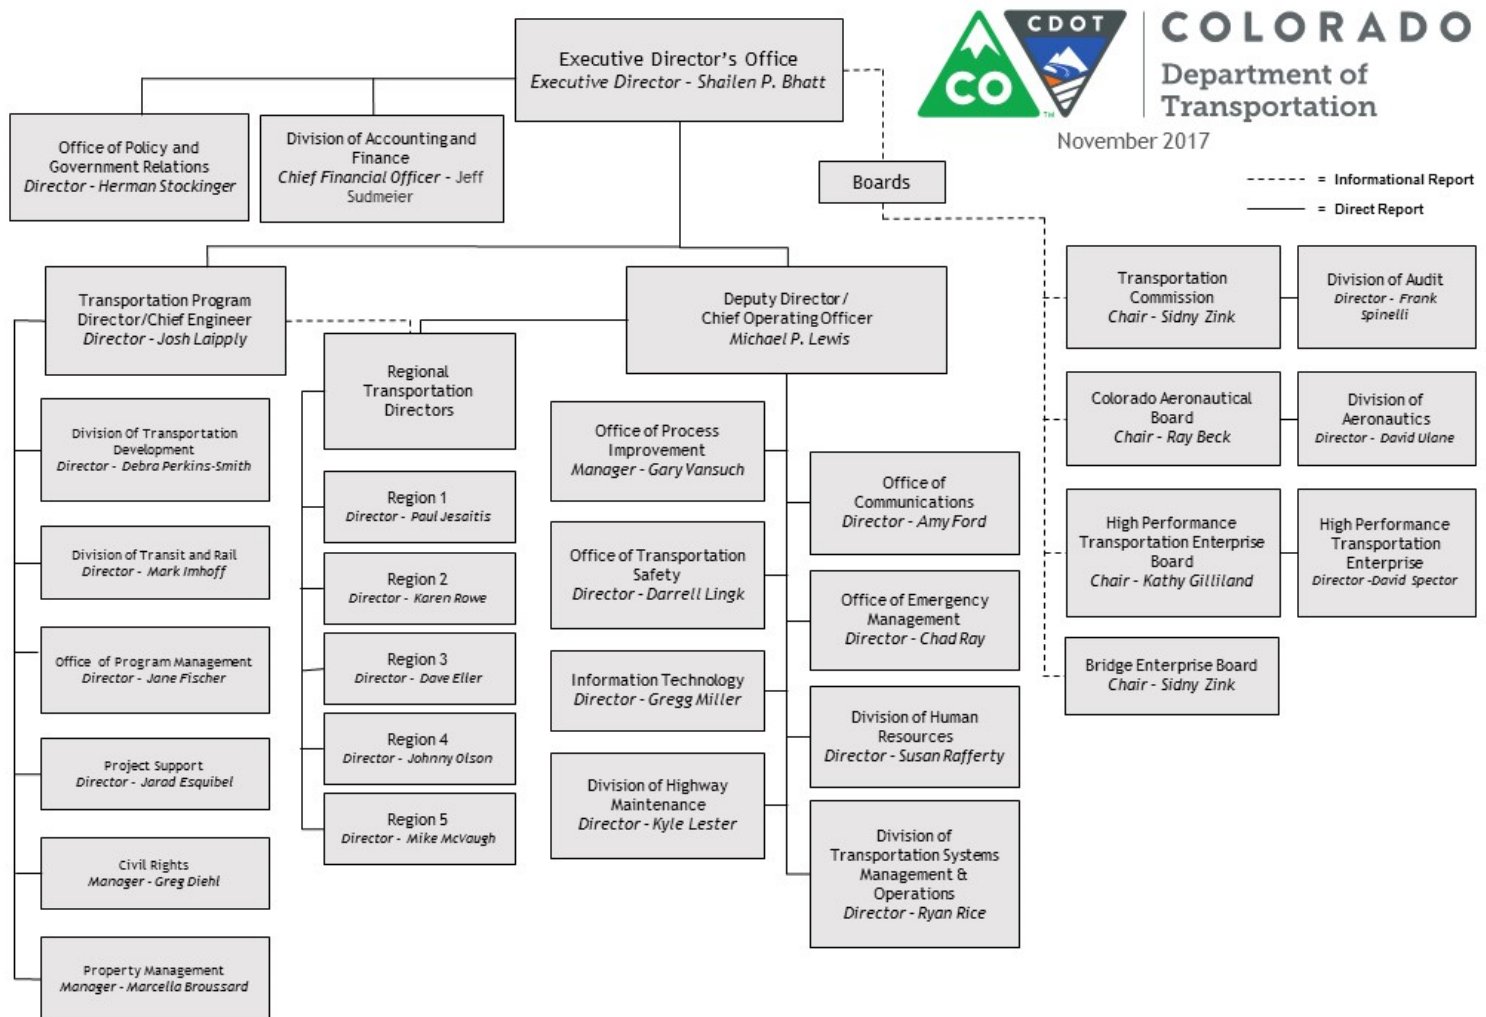 Executive Director's Office
Executive Director - Shailen P. Bhatt
CO
TM
CDOT
COLORADO
Department of
Transportation
November 2017
Office of Policy and
Government Relations
Director - Herman Stockinger
Division of Accounting and
Finance
Chief Financial Officer - Jeff
Sudmeier
Boards
------ = Informational Report
= Direct Report
Transportation Program
Director/Chief Engineer
Director - Josh Laipply
Deputy Director/
Chief Operating Officer
Michael P. Lewis
Transportation
Commission
Chair - Sidny Zink
Division of Audit
Director - Frank
Spinelli
Regional
Transportation
Directors
Colorado Aeronautical
Board
Chair - Ray Beck
Division of
Aeronautics
Director - David Ulane
Division Of Transportation
Development
Director - Debra Perkins-Smith
Division of Transit and Rail
Director - Mark Imhoff
Office of Program Management
Director - Jane Fischer
Project Support
Director - Jarad Esquibel
Civil Rights
Manager - Greg Diehl
Property Management
Manager - Marcella Broussard
Region 1
Director - Paul Jesaitis
Region 2
Director - Karen Rowe
Region 3
Director - Dave Eller
Region 4
Director - Johnny Olson
Region 5
Director - Mike McVaugh
Office of Process
Improvement
Manager - Gary Vansuch
Office of Transportation
Safety
Director - Darrell Lingk
Information Technology
Director - Gregg Miller
Division of Highway
Maintenance
Director - Kyle Lester
Office of
Communications
Director - Amy Ford
Office of Emergency
Management
Director - Chad Ray
Division of Human
Resources
Director - Susan Rafferty
Division of
Transportation Systems
Management &
Operations
Director - Ryan Rice
High Performance
Transportation Enterprise
Board
Chair - Kathy Gilliland
High Performance
Transportation
Enterprise
Director -David Spector
Bridge Enterprise Board
Chair - Sidny Zink